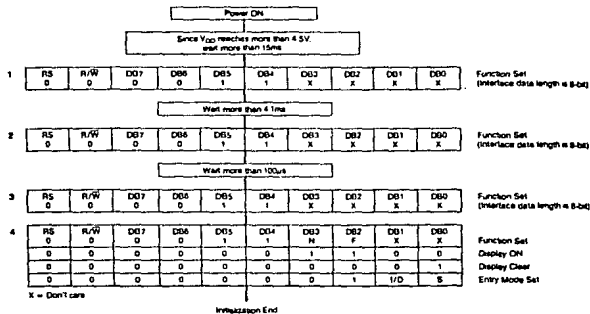 Power ON
Since VDD reaches more than 4.5V,
wait more than 15ms
1
RS R/W DB7 DB6 DB5 DB4 DB3 DB2 DB1 DB0
0 0 0 0 1 1 X X X X
Function Set
(Interface data length is 8-bit)
Wait more than 4.1ms
2
RS R/W DB7 DB6 DB5 DB4 DB3 DB2 DB1 DB0
0 0 0 0 1 1 X X X X
Function Set
(Interface data length is 8-bit)
Wait more than 100µs
3
RS R/W DB7 DB6 DB5 DB4 DB3 DB2 DB1 DB0
0 0 0 0 1 1 X X X X
Function Set
(Interface data length is 8-bit)
4
RS R/W DB7 DB6 DB5 DB4 DB3 DB2 DB1 DB0
0 0 0 0 1 1 N F X X Function Set
0 0 0 0 0 0 1 1 0 0 Display ON
0 0 0 0 0 0 0 0 0 1 Display Clear
0 0 0 0 0 0 0 1 I/D S Entry Mode Set
X = Don't care
Initialization End